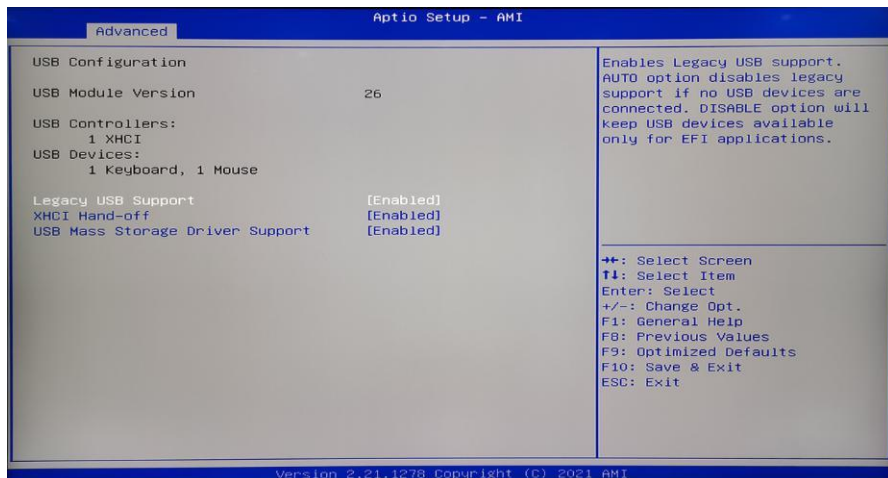 Aptio Setup - AMI
Advanced
USB Configuration
USB Module Version 26
USB Controllers:
1 XHCI
USB Devices:
1 Keyboard, 1 Mouse
Legacy USB Support [Enabled]
XHCI Hand-off [Enabled]
USB Mass Storage Driver Support [Enabled]
Enables Legacy USB support.
AUTO option disables legacy
support if no USB devices are
connected. DISABLE option will
keep USB devices available
only for EFI applications.
→←: Select Screen
↑↓: Select Item
Enter: Select
+/-: Change Opt.
F1: General Help
F8: Previous Values
F9: Optimized Defaults
F10: Save & Exit
ESC: Exit
Version 2.21.1278 Copyright (C) 2021 AMI